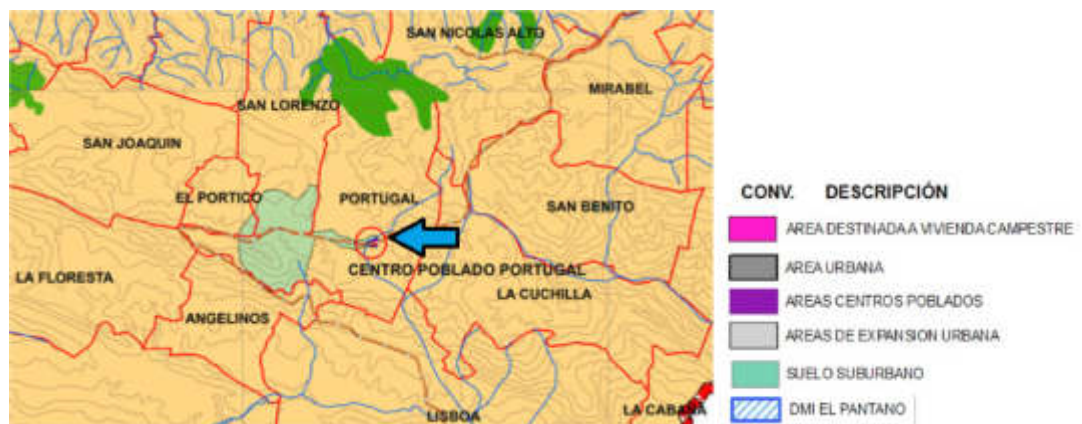 SAN NICOLAS ALTO
MIRABEL
SAN LORENZO
SAN JOAQUIN
EL PORTICO
PORTUGAL
SAN BENITO
CENTRO POBLADO PORTUGAL
LA FLORESTA
LA CUCHILLA
ANGELINOS
LISBOA
LA CABAÑA
CONV. DESCRIPCIÓN
AREA DESTINADA A VIVIENDA CAMPESTRE
AREA URBANA
AREAS CENTROS POBLADOS
AREAS DE EXPANSION URBANA
SUELO SUBURBANO
DMI EL PANTANO